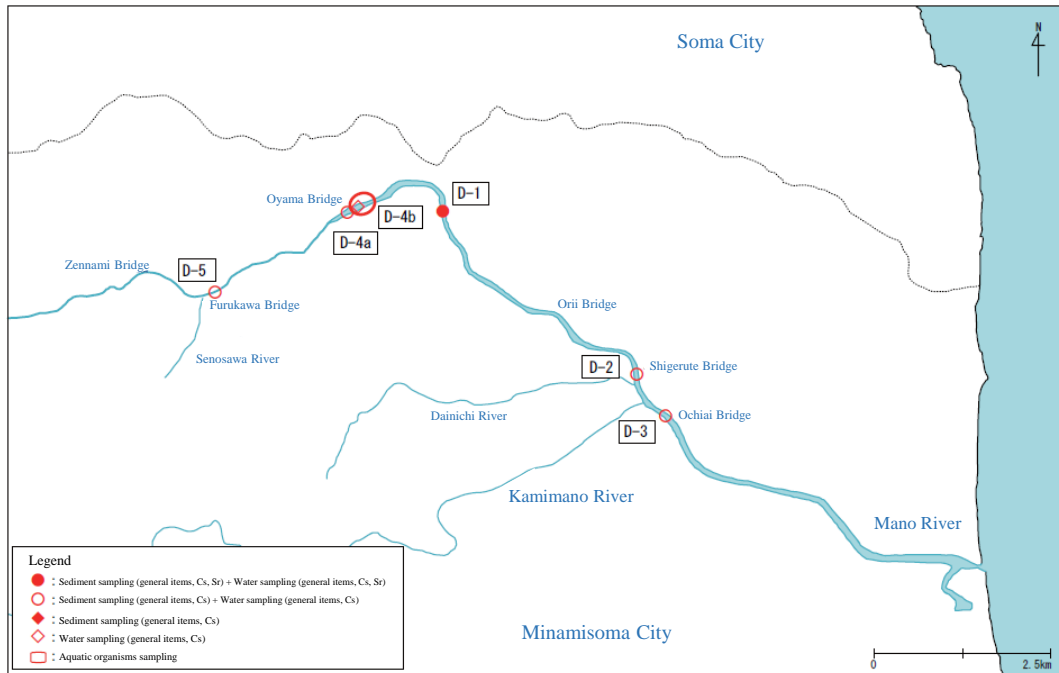 Soma City
N
Oyama Bridge
D-1
D-4b
D-4a
Zennami Bridge
D-5
Furukawa Bridge
Orii Bridge
Senosawa River
Shigerute Bridge
D-2
Dainichi River
Ochiai Bridge
D-3
Kamimano River
Mano River
Legend
: Sediment sampling (general items, Cs, Sr) + Water sampling (general items, Cs, Sr)
: Sediment sampling (general items, Cs) + Water sampling (general items, Cs)
: Sediment sampling (general items, Cs)
: Water sampling (general items, Cs)
: Aquatic organisms sampling
Minamisoma City
0 2.5km